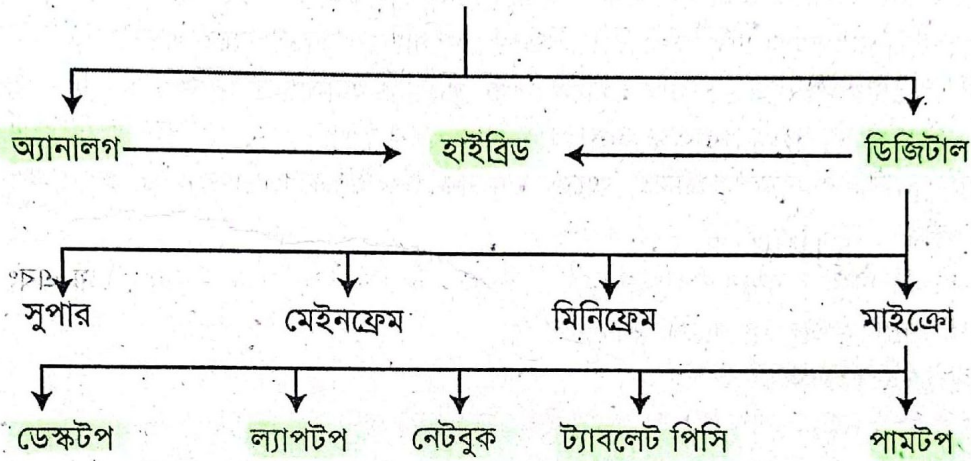 অ্যানালগ হাইব্রিড ডিজিটাল
সুপার মেইনফ্রেম মিনিফ্রেম মাইক্রো
ডেস্কটপ ল্যাপটপ নেটবুক ট্যাবলেট পিসি পামটপ